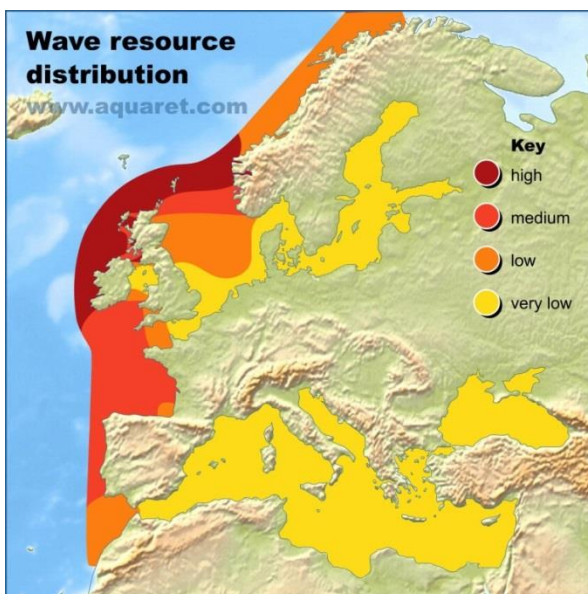 Wave resource
distribution
www.aquaret.com
Key
high
medium
low
very low